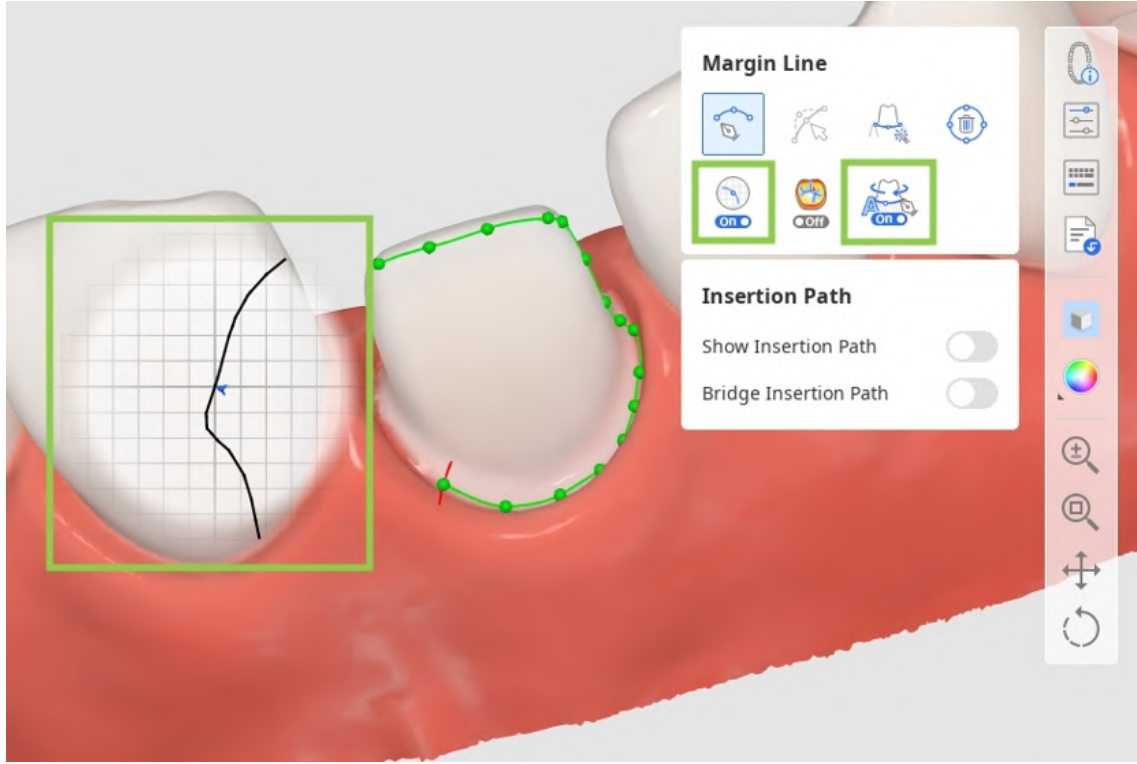 Margin Line
On
Off
A
On
Insertion Path
Show Insertion Path
Bridge Insertion Path